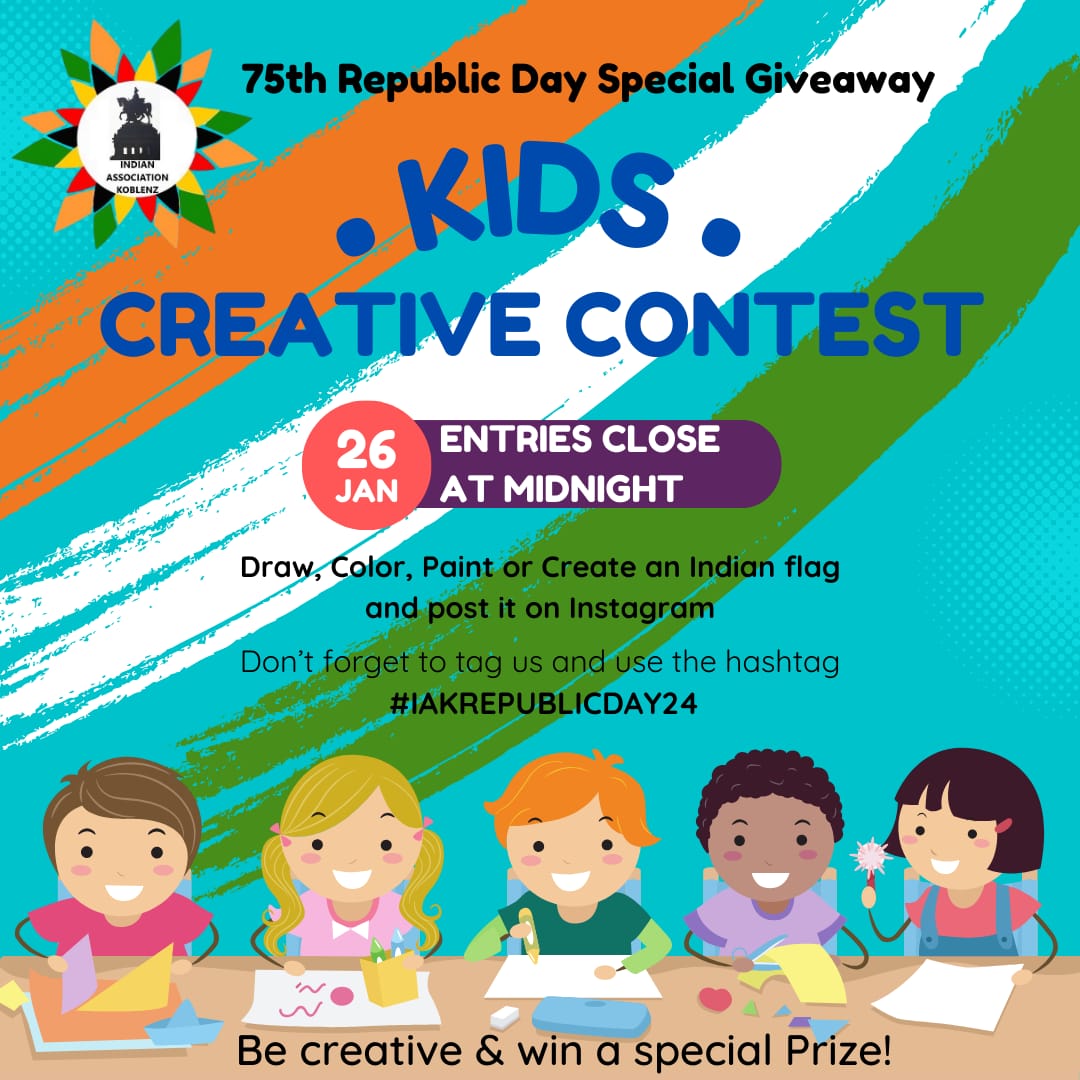 75th Republic Day Special Giveaway
INDIAN
ASSOCIATION
KOBLENZ
. KIDS .
CREATIVE CONTEST
26
JAN
ENTRIES CLOSE
AT MIDNIGHT
Draw, Color, Paint or Create an Indian flag
and post it on Instagram
Don't forget to tag us and use the hashtag
#IAKREPUBLICDAY24
Be creative & win a special Prize!